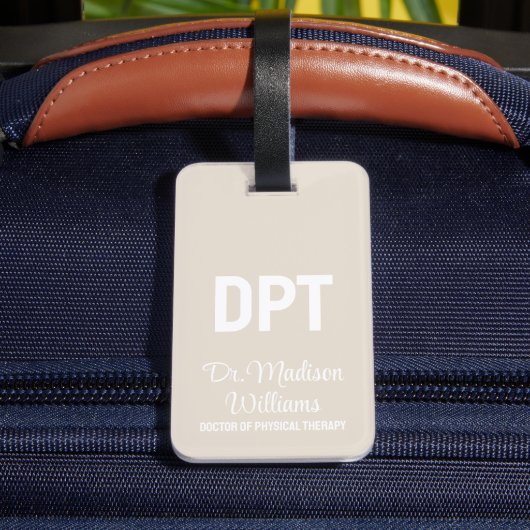 DPT
Dr. Madison
Williams
DOCTOR OF PHYSICAL THERAPY